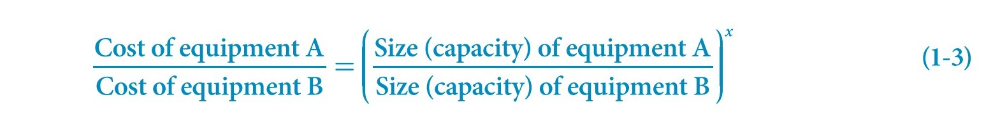 Cost of equipment A / Cost of equipment B = (Size (capacity) of equipment A / Size (capacity) of equipment B)^x (1-3)